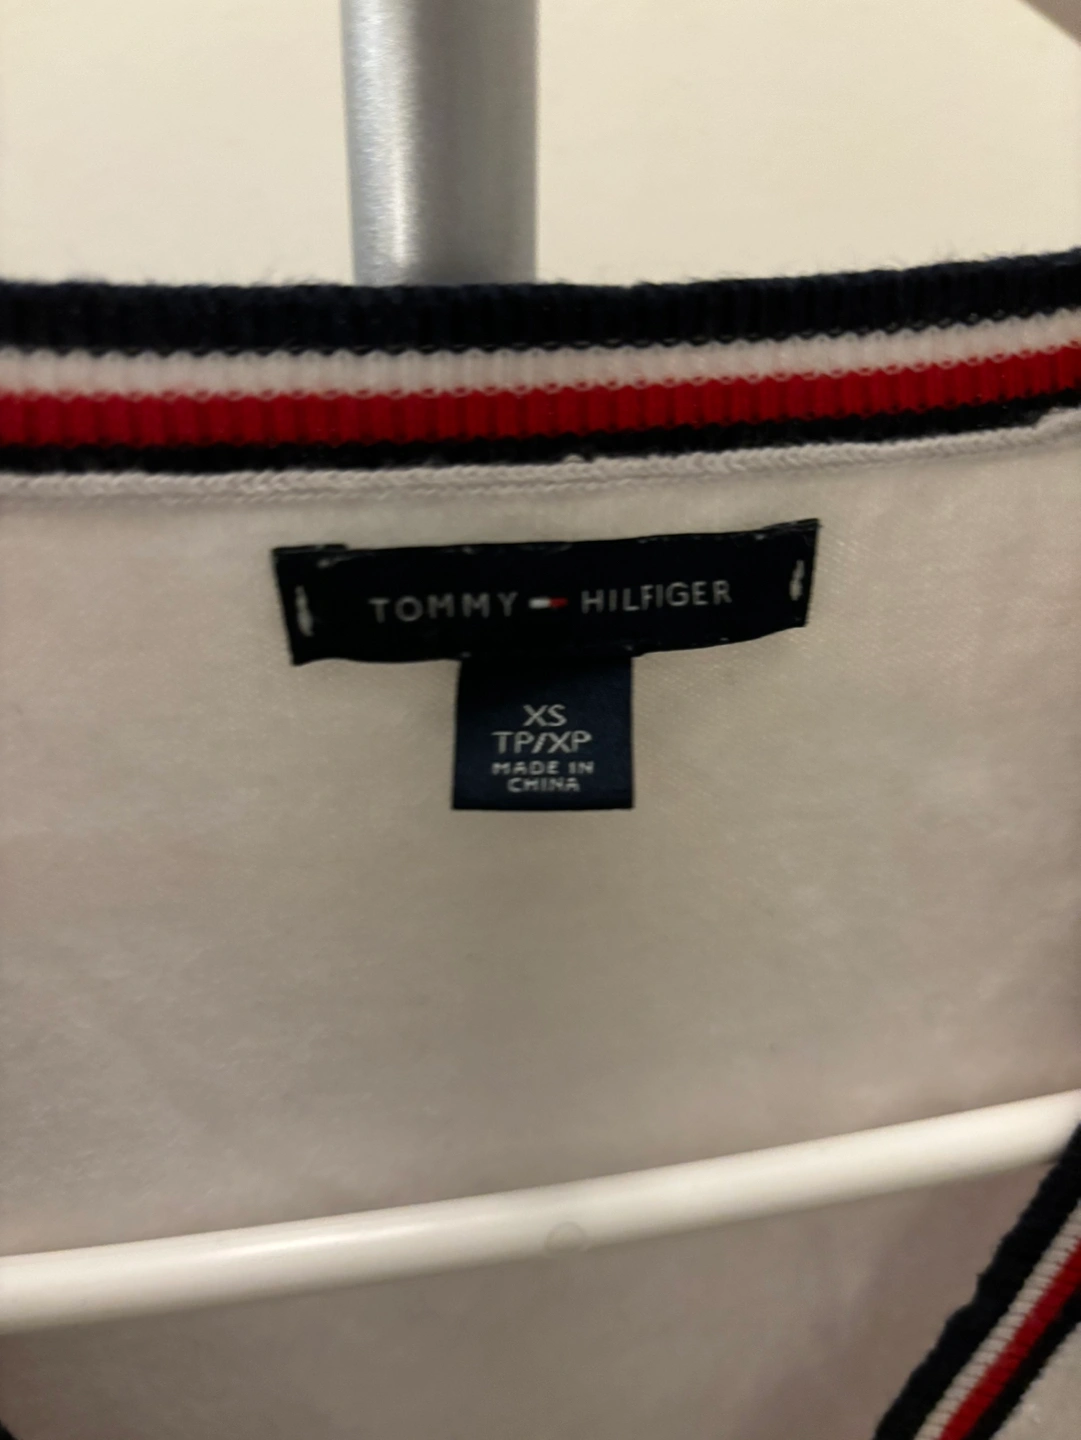 TOMMY HILFIGER
XS
TP/XP
MADE IN
CHINA